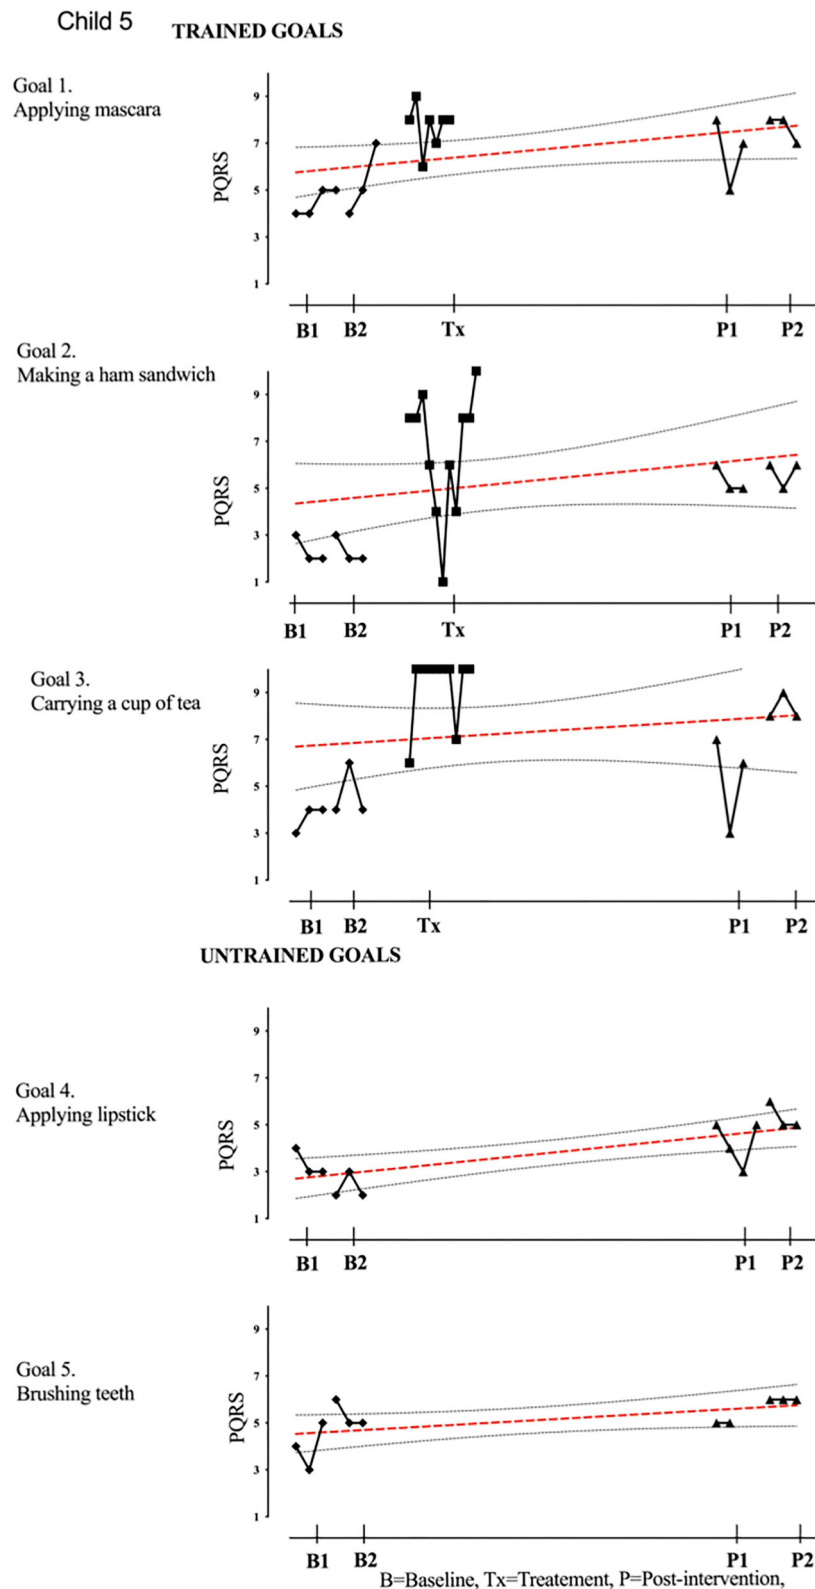 Child 5
TRAINED GOALS
Goal 1.
Applying mascara
PQRS
9
7
5
3
1
B1 B2 Tx P1 P2
Goal 2.
Making a ham sandwich
PQRS
9
7
5
3
1
B1 B2 Tx P1 P2
Goal 3.
Carrying a cup of tea
PQRS
9
7
5
3
1
B1 B2 Tx P1 P2
UNTRAINED GOALS
Goal 4.
Applying lipstick
PQRS
9
7
5
3
1
B1 B2 P1 P2
Goal 5.
Brushing teeth
PQRS
9
7
5
3
1
B1 B2 P1 P2
B=Baseline, Tx=Treatement, P=Post-intervention,